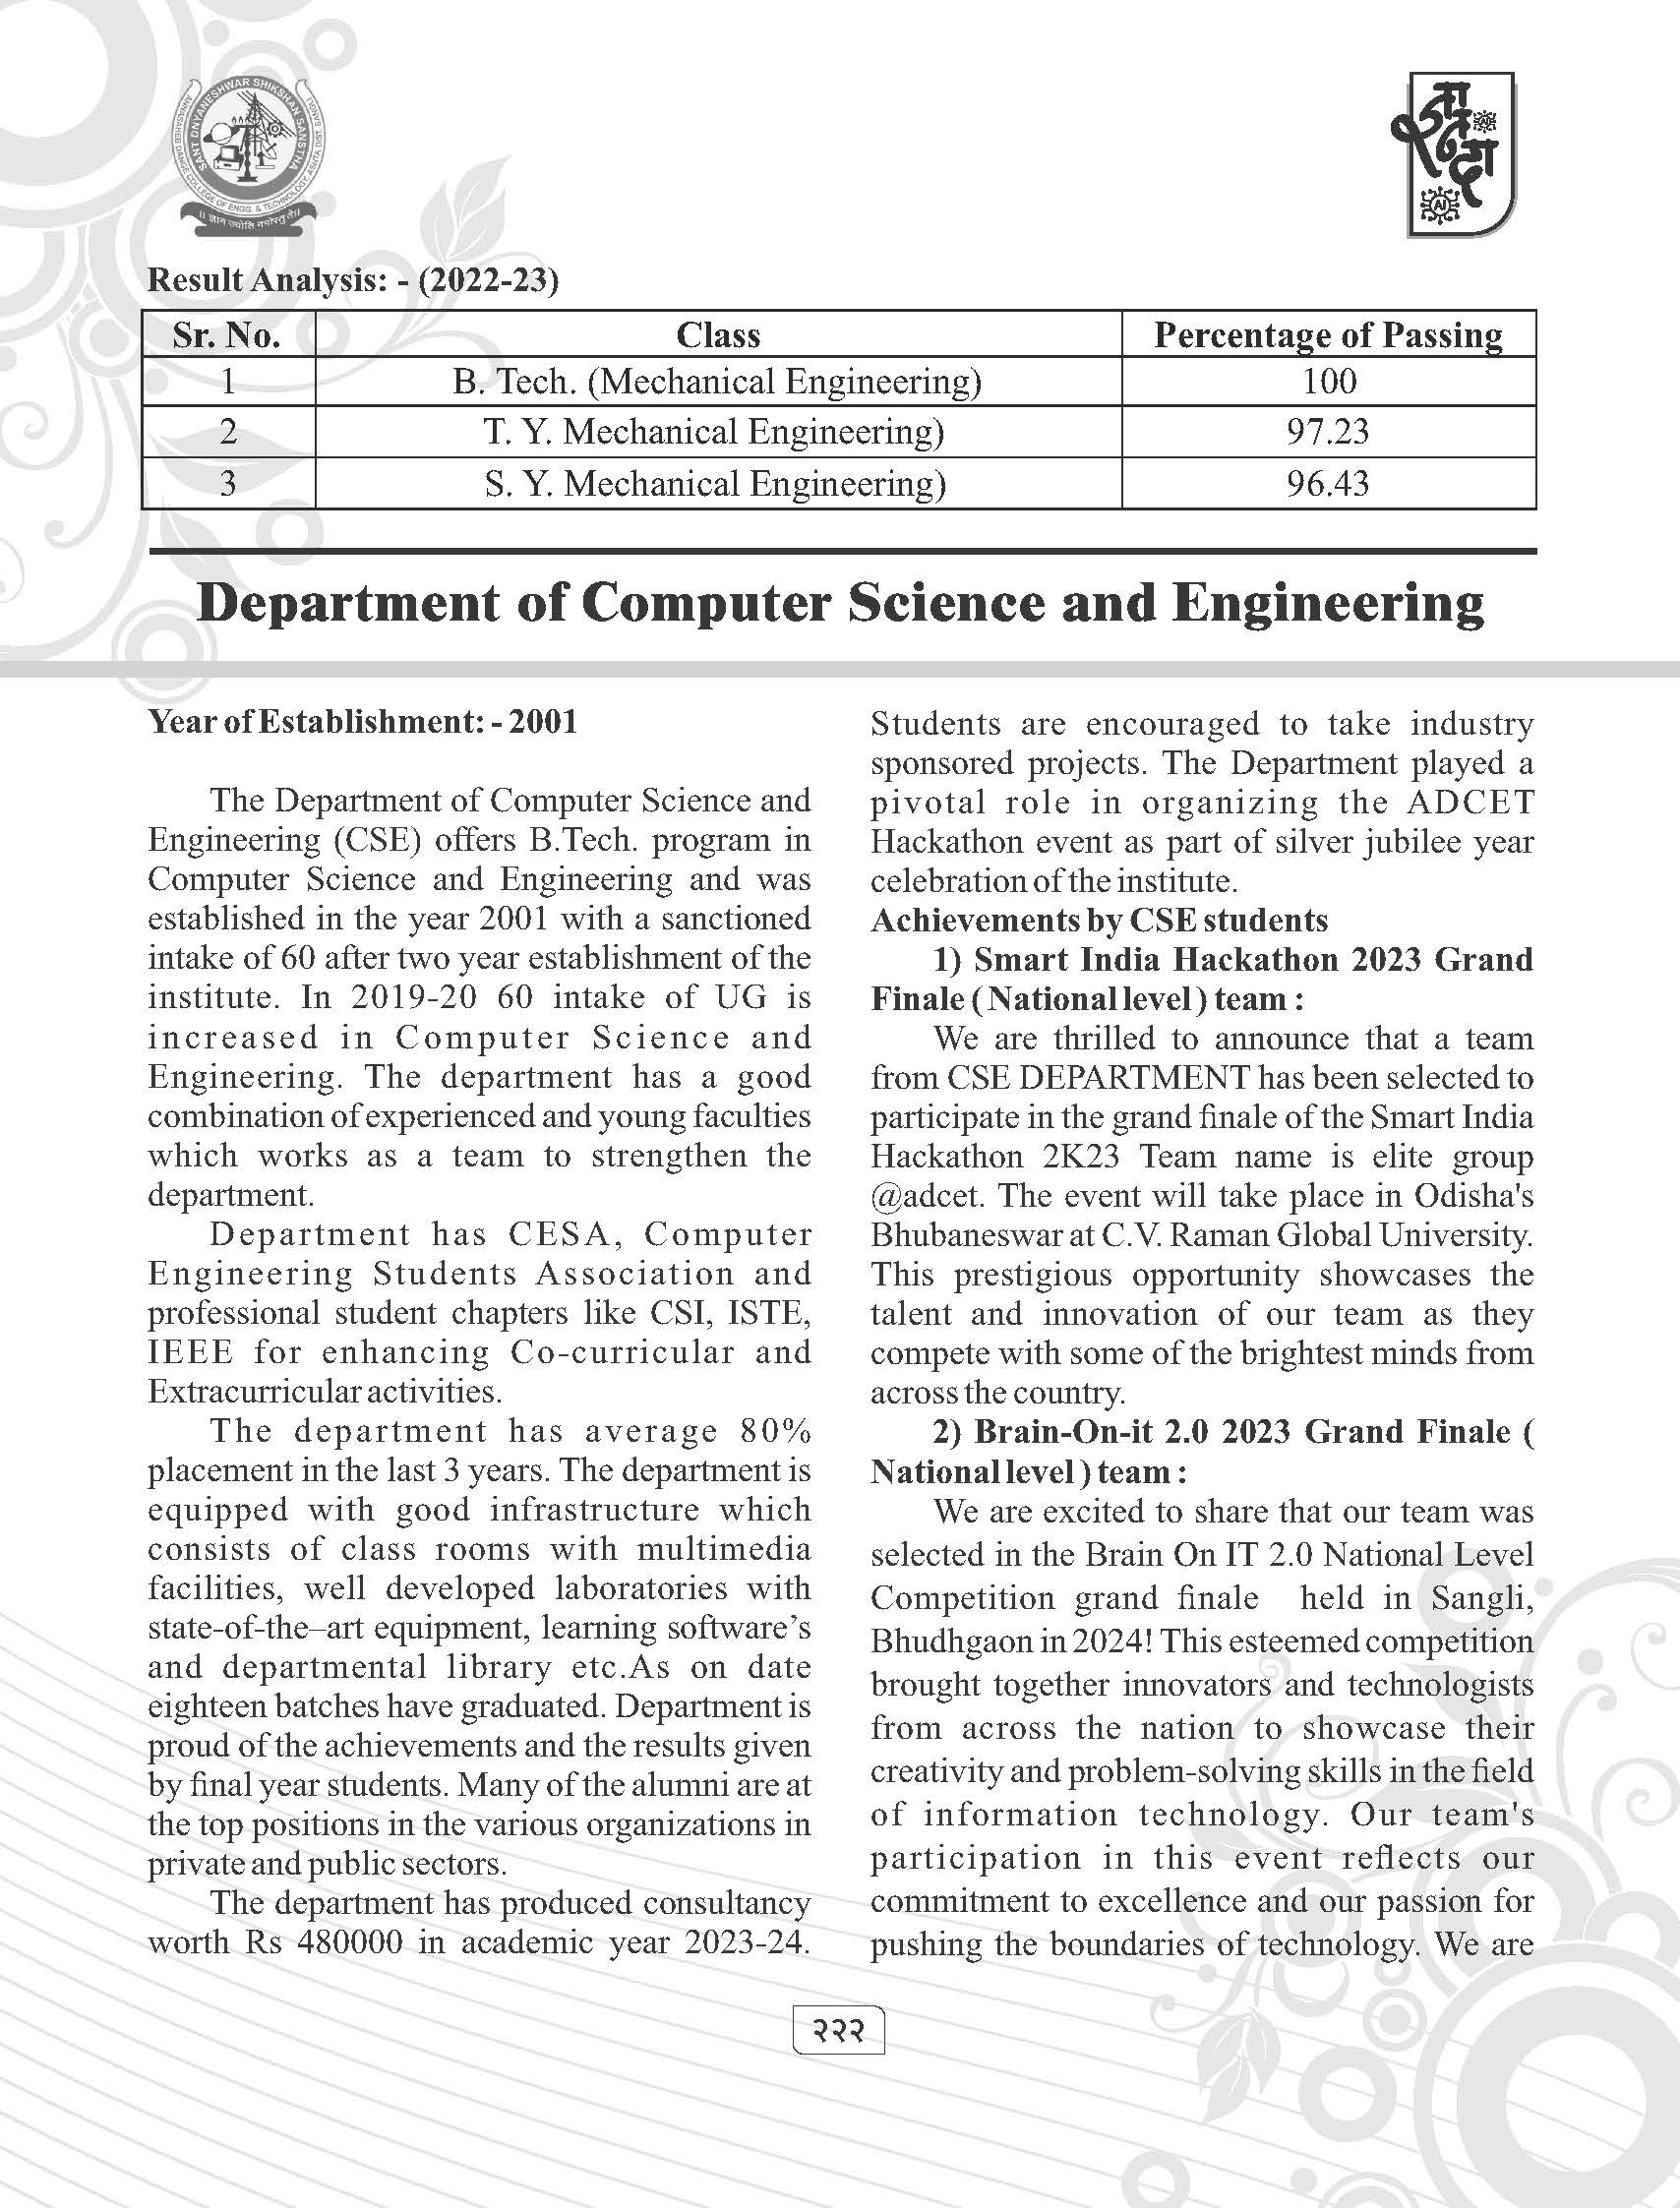 SANT DNYANESHWAR SHIKSHAN SANSTHA
ANNASAHEB DANGE COLLEGE OF ENGG. & TECHNOLOGY, ASHTA DIST. SANGLI
AI
AI
Result Analysis: - (2022-23)
Sr. No. Class Percentage of Passing
1 B. Tech. (Mechanical Engineering) 100
2 T. Y. Mechanical Engineering) 97.23
3 S. Y. Mechanical Engineering) 96.43
Department of Computer Science and Engineering
Year of Establishment: - 2001
The Department of Computer Science and
Engineering (CSE) offers B.Tech. program in
Computer Science and Engineering and was
established in the year 2001 with a sanctioned
intake of 60 after two year establishment of the
institute. In 2019-20 60 intake of UG is
increased in Computer Science and
Engineering. The department has a good
combination of experienced and young faculties
which works as a team to strengthen the
department.
Department has CESA, Computer
Engineering Students Association and
professional student chapters like CSI, ISTE,
IEEE for enhancing Co-curricular and
Extracurricular activities.
The department has average 80%
placement in the last 3 years. The department is
equipped with good infrastructure which
consists of class rooms with multimedia
facilities, well developed laboratories with
state-of-the–art equipment, learning software’s
and departmental library etc.As on date
eighteen batches have graduated. Department is
proud of the achievements and the results given
by final year students. Many of the alumni are at
the top positions in the various organizations in
private and public sectors.
The department has produced consultancy
worth Rs 480000 in academic year 2023-24.
Students are encouraged to take industry
sponsored projects. The Department played a
pivotal role in organizing the ADCET
Hackathon event as part of silver jubilee year
celebration of the institute.
Achievements by CSE students
1) Smart India Hackathon 2023 Grand
Finale ( National level ) team :
We are thrilled to announce that a team
from CSE DEPARTMENT has been selected to
participate in the grand finale of the Smart India
Hackathon 2K23 Team name is elite group
@adcet. The event will take place in Odisha's
Bhubaneswar at C.V. Raman Global University.
This prestigious opportunity showcases the
talent and innovation of our team as they
compete with some of the brightest minds from
across the country.
2) Brain-On-it 2.0 2023 Grand Finale (
National level ) team :
We are excited to share that our team was
selected in the Brain On IT 2.0 National Level
Competition grand finale held in Sangli,
Bhudhgaon in 2024! This esteemed competition
brought together innovators and technologists
from across the nation to showcase their
creativity and problem-solving skills in the field
of information technology. Our team's
participation in this event reflects our
commitment to excellence and our passion for
pushing the boundaries of technology. We are
२२२